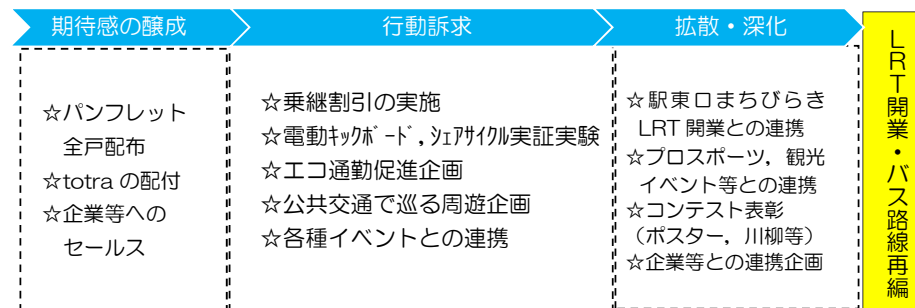 期待感の醸成
行動訴求
拡散・深化
☆パンフレット
全戸配布
☆totra の配付
☆企業等への
セールス
☆乗継割引の実施
☆電動ｷｯｸﾎﾞｰﾄﾞ，ｼｪｱｻｲｸﾙ実証実験
☆エコ通勤促進企画
☆公共交通で巡る周遊企画
☆各種イベントとの連携
☆駅東口まちびらき
LRT 開業との連携
☆プロスポーツ，観光
イベント等との連携
☆コンテスト表彰
（ポスター，川柳等）
☆企業等との連携企画
ＬＲＴ開業・バス路線再編